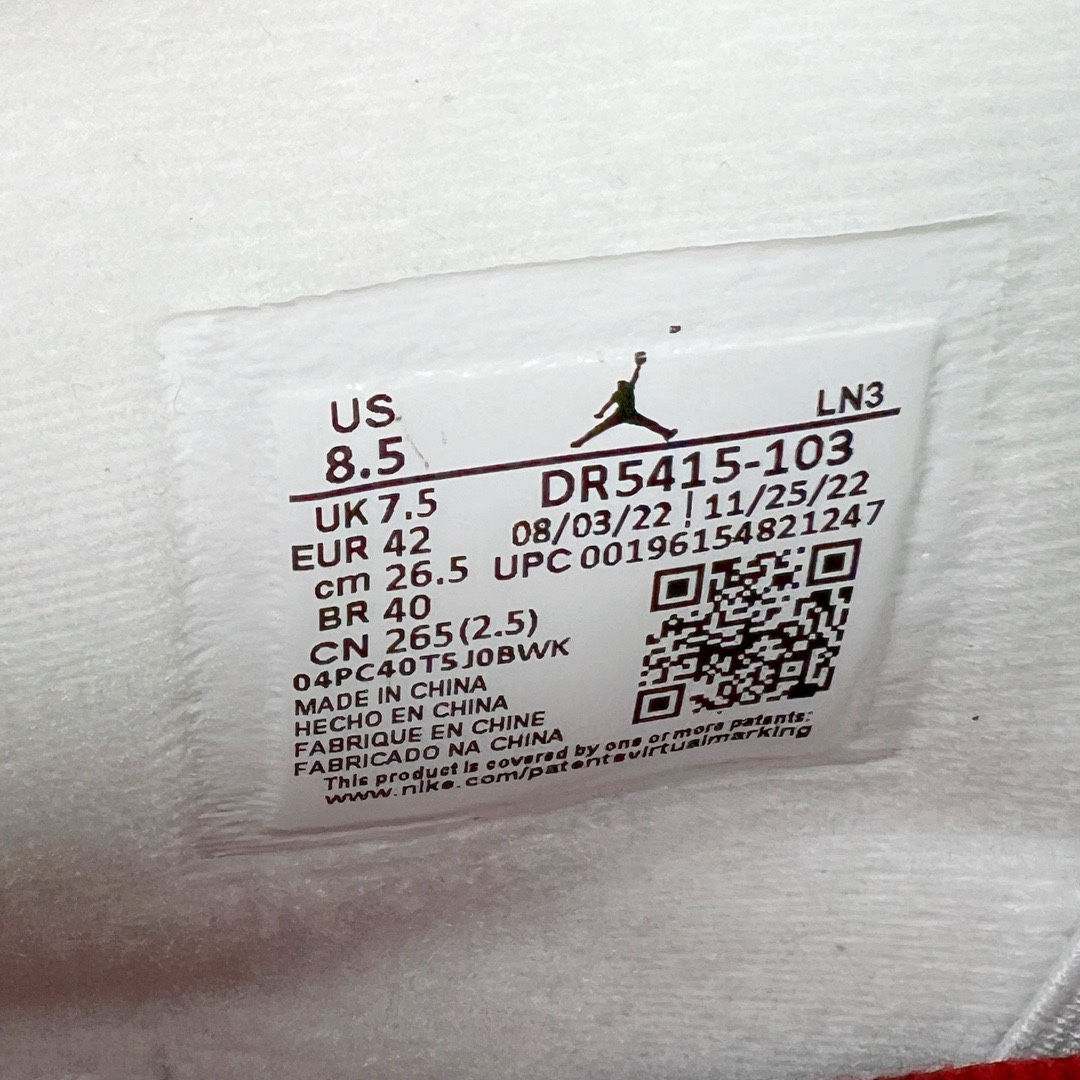 US
8.5
LN3
UK 7.5
EUR 42
cm 26.5
BR 40
CN 265(2.5)
DR5415-103
08/03/22 | 11/25/22
UPC 00196154821247
04PC40T5J0BWK
MADE IN CHINA
HECHO EN CHINA
FABRIQUE EN CHINE
FABRICADO NA CHINA
This product is covered by one or more patents:
www.nike.com/patentsvirtualmarking